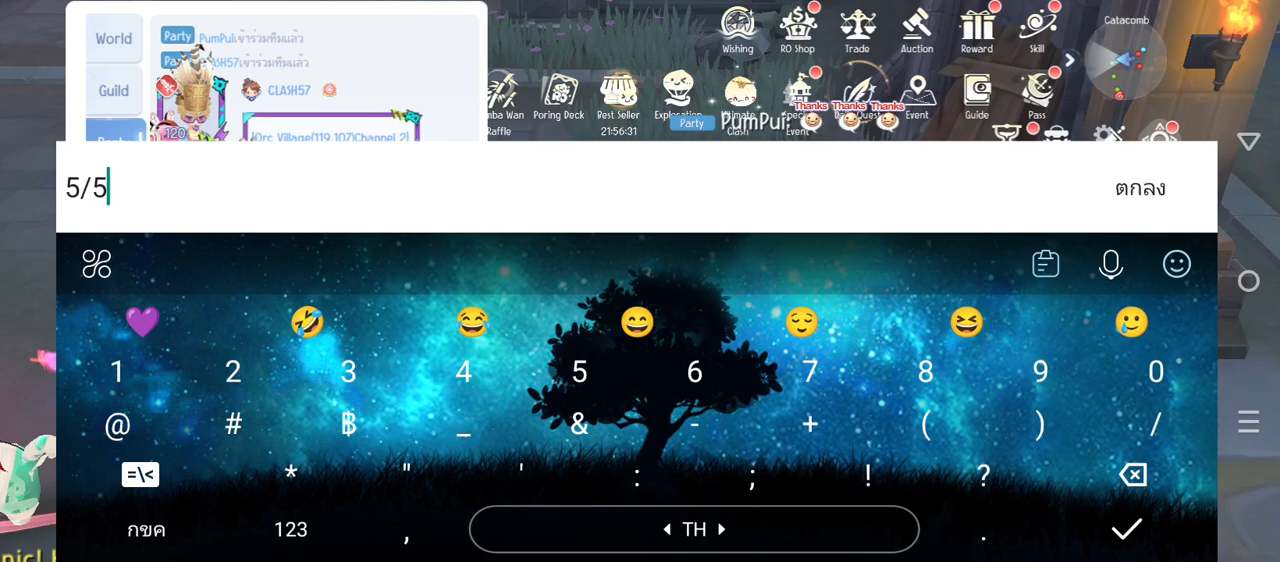 World
Guild
Party PumPuiเข้าร่วมทีมแล้ว
CLASH57เข้าร่วมทีมแล้ว
CLASH57
120
[Orc Village(119,107)Channel 2]
Wishing
RO Shop
Trade
Auction
Reward
Skill
Catacomb
Raffle
Poring Deck
Best Seller
21:56:31
Clash
Event
Event
Guide
Pass
Thanks Thanks Thanks
Party PumPui:
5/5
ตกลง
1 2 3 4 5 6 7 8 9 0
@ # ฿ _ & - + ( ) /
=\< * " ' : ; ! ?
กขค 123 , TH .